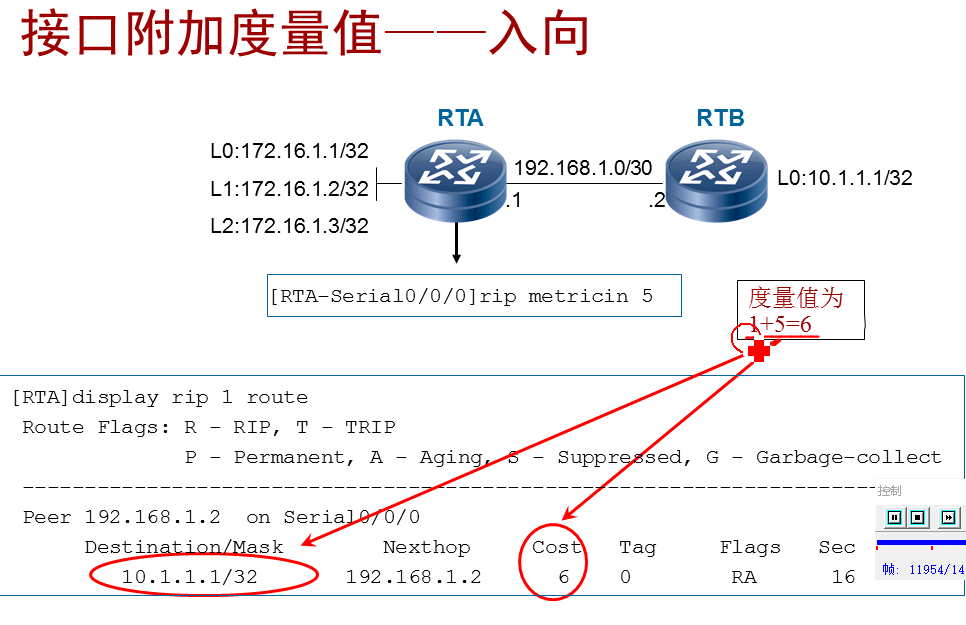 接口附加度量值——入向
RTA
RTB
L0:172.16.1.1/32
L1:172.16.1.2/32
L2:172.16.1.3/32
192.168.1.0/30
.1
.2
L0:10.1.1.1/32
[RTA-Serial0/0/0]rip metricin 5
度量值为
1+5=6
[RTA]display rip 1 route
Route Flags: R - RIP, T - TRIP
P - Permanent, A - Aging, S - Suppressed, G - Garbage-collect
----------------------------------------------------------------------
Peer 192.168.1.2 on Serial0/0/0
Destination/Mask Nexthop Cost Tag Flags Sec
10.1.1.1/32 192.168.1.2 6 0 RA 16
控制
帧: 11954/14